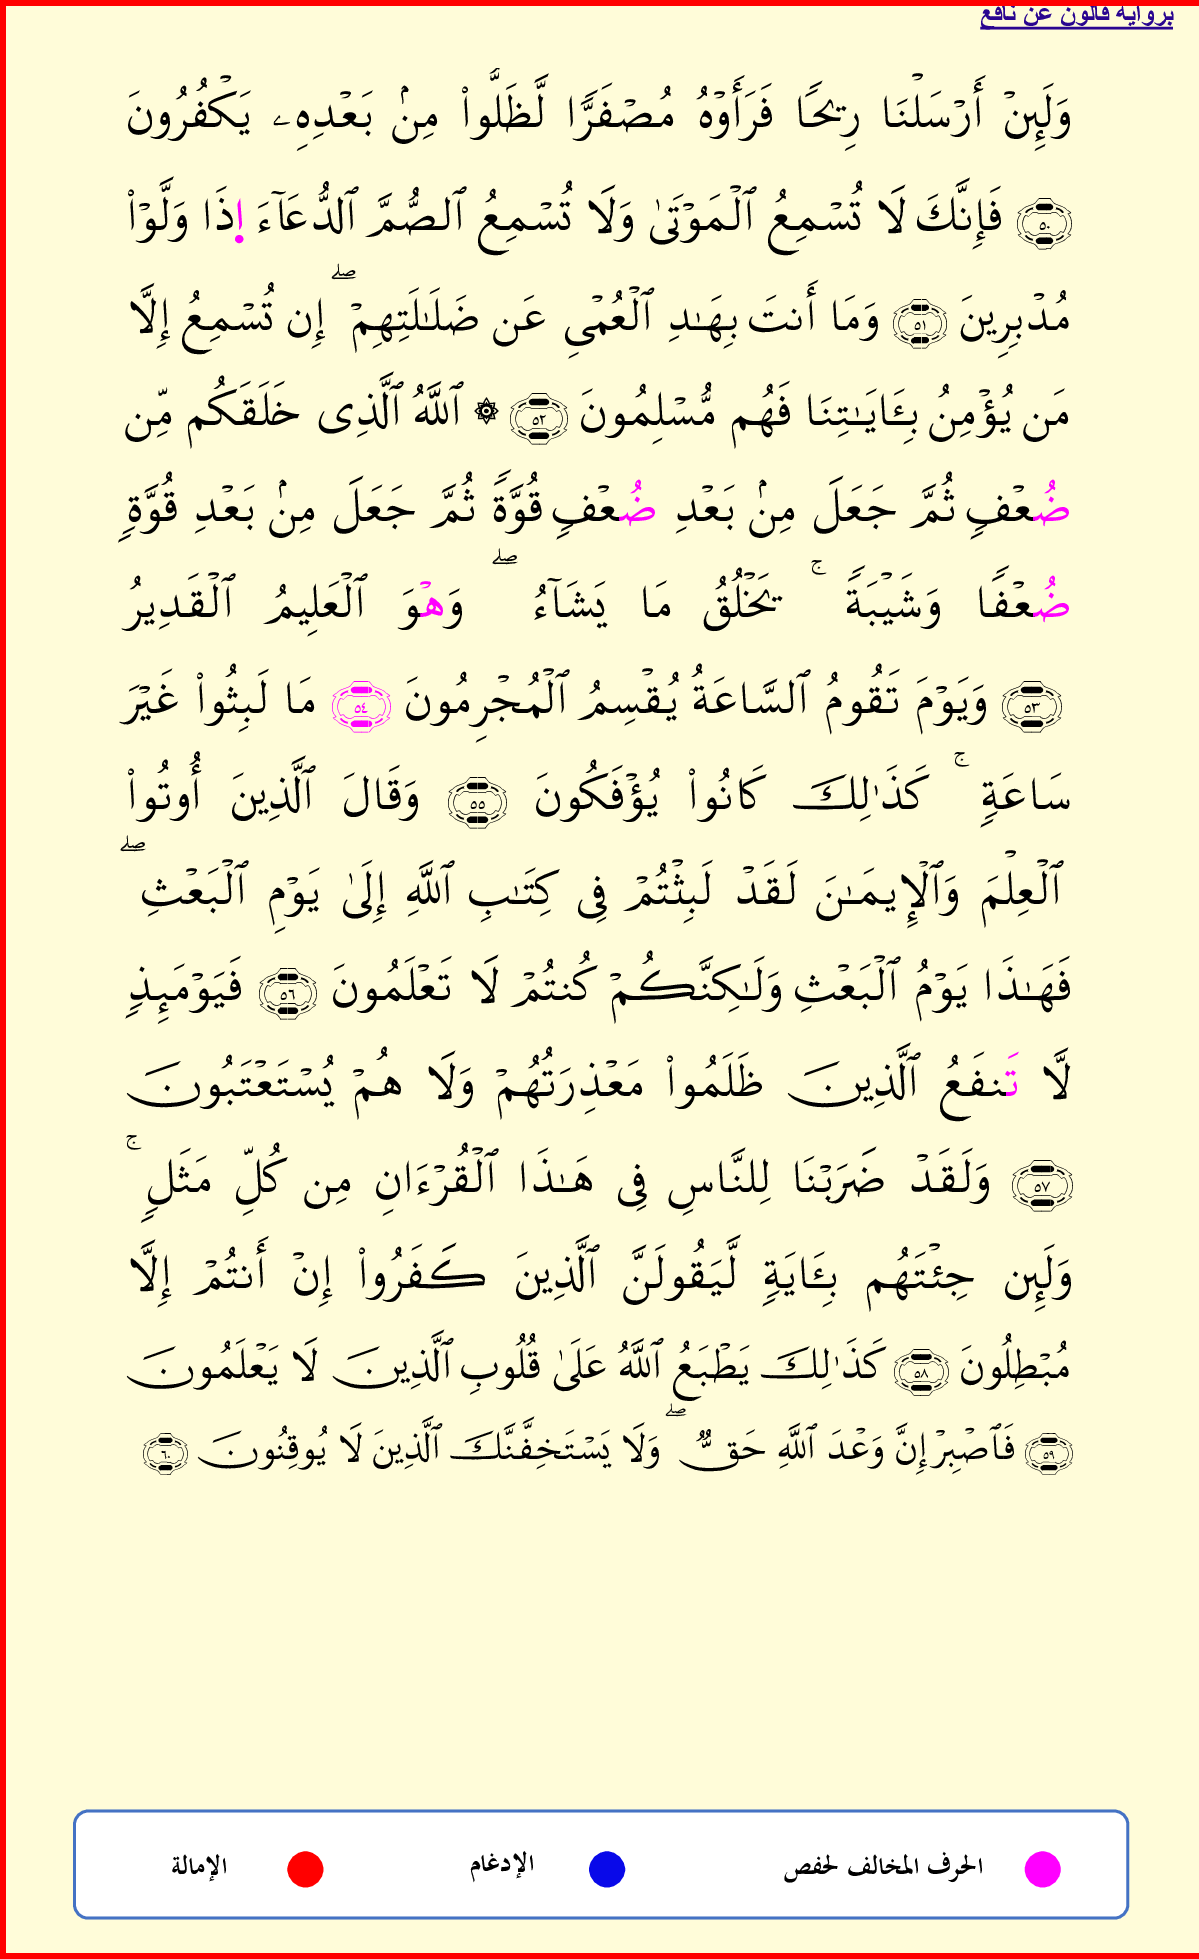 برواية قالون عن نافع
وَلَئِنْ أَرْسَلْنَا رِيحًا فَرَأَوْهُ مُصْفَرًّا لَّظَلُّواْ مِنۢ بَعْدِهِۦ يَكْفُرُونَ
٥٠ فَإِنَّكَ لَا تُسْمِعُ ٱلْمَوْتَىٰ وَلَا تُسْمِعُ ٱلصُّمَّ ٱلدُّعَآءَ اِ۪ذَا وَلَّوْاْ
مُدْبِرِينَ ٥١ وَمَا أَنتَ بِهَـٰدِ ٱلْعُمْيِ عَن ضَلَـٰلَتِهِمْ ۖ إِن تُسْمِعُ إِلَّا
مَن يُؤْمِنُ بِـَٔايَـٰتِنَا فَهُم مُّسْلِمُونَ ٥٢ ۞ ٱللَّهُ ٱلَّذِى خَلَقَكُم مِّن
ضُعْفٍ ثُمَّ جَعَلَ مِنۢ بَعْدِ ضُعْفٍ قُوَّةً ثُمَّ جَعَلَ مِنۢ بَعْدِ قُوَّةٍ
ضُعْفًا وَشَيْبَةً ۚ يَخْلُقُ مَا يَشَآءُ ۖ وَهْوَ ٱلْعَلِيمُ ٱلْقَدِيرُ
٥٣ وَيَوْمَ تَقُومُ ٱلسَّاعَةُ يُقْسِمُ ٱلْمُجْرِمُونَ ٥٤ مَا لَبِثُواْ غَيْرَ
سَاعَةٍ ۚ كَذَٰلِكَ كَانُواْ يُؤْفَكُونَ ٥٥ وَقَالَ ٱلَّذِينَ أُوتُواْ
ٱلْعِلْمَ وَٱلْإِيمَـٰنَ لَقَدْ لَبِثْتُمْ فِى كِتَـٰبِ ٱللَّهِ إِلَىٰ يَوْمِ ٱلْبَعْثِ ۖ
فَهَـٰذَا يَوْمُ ٱلْبَعْثِ وَلَـٰكِنَّكُمْ كُنتُمْ لَا تَعْلَمُونَ ٥٦ فَيَوْمَئِذٍ
لَّا تَنفَعُ ٱلَّذِينَ ظَلَمُواْ مَعْذِرَتُهُمْ وَلَا هُمْ يُسْتَعْتَبُونَ
٥٧ وَلَقَدْ ضَرَبْنَا لِلنَّاسِ فِى هَـٰذَا ٱلْقُرْءَانِ مِن كُلِّ مَثَلٍ ۚ
وَلَئِن جِئْتَهُم بِـَٔايَةٍ لَّيَقُولَنَّ ٱلَّذِينَ كَفَرُواْ إِنْ أَنتُمْ إِلَّا
مُبْطِلُونَ ٥٨ كَذَٰلِكَ يَطْبَعُ ٱللَّهُ عَلَىٰ قُلُوبِ ٱلَّذِينَ لَا يَعْلَمُونَ
٥٩ فَٱصْبِرْ إِنَّ وَعْدَ ٱللَّهِ حَقٌّ ۖ وَلَا يَسْتَخِفَّنَّكَ ٱلَّذِينَ لَا يُوقِنُونَ ٦٠
الحرف المخالف لحفص الإدغام الإمالة